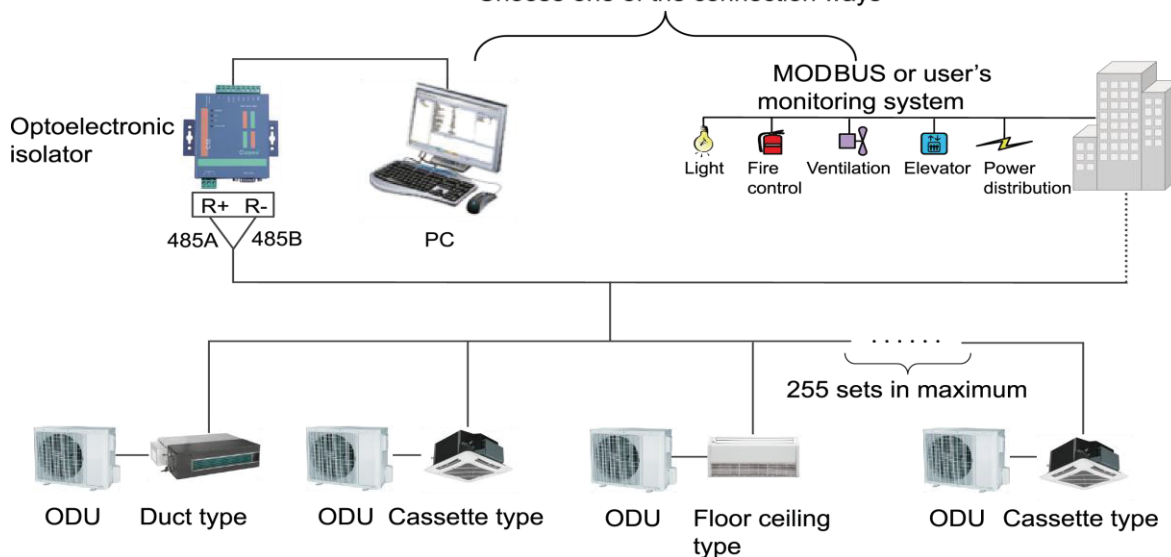 Choose one of the connection ways
MODBUS or user's
monitoring system
Optoelectronic
isolator
Light
Fire
control
Ventilation
Elevator
Power
distribution
R+ R-
485A
485B
PC
255 sets in maximum
ODU
Duct type
ODU
Cassette type
ODU
Floor ceiling
type
ODU
Cassette type